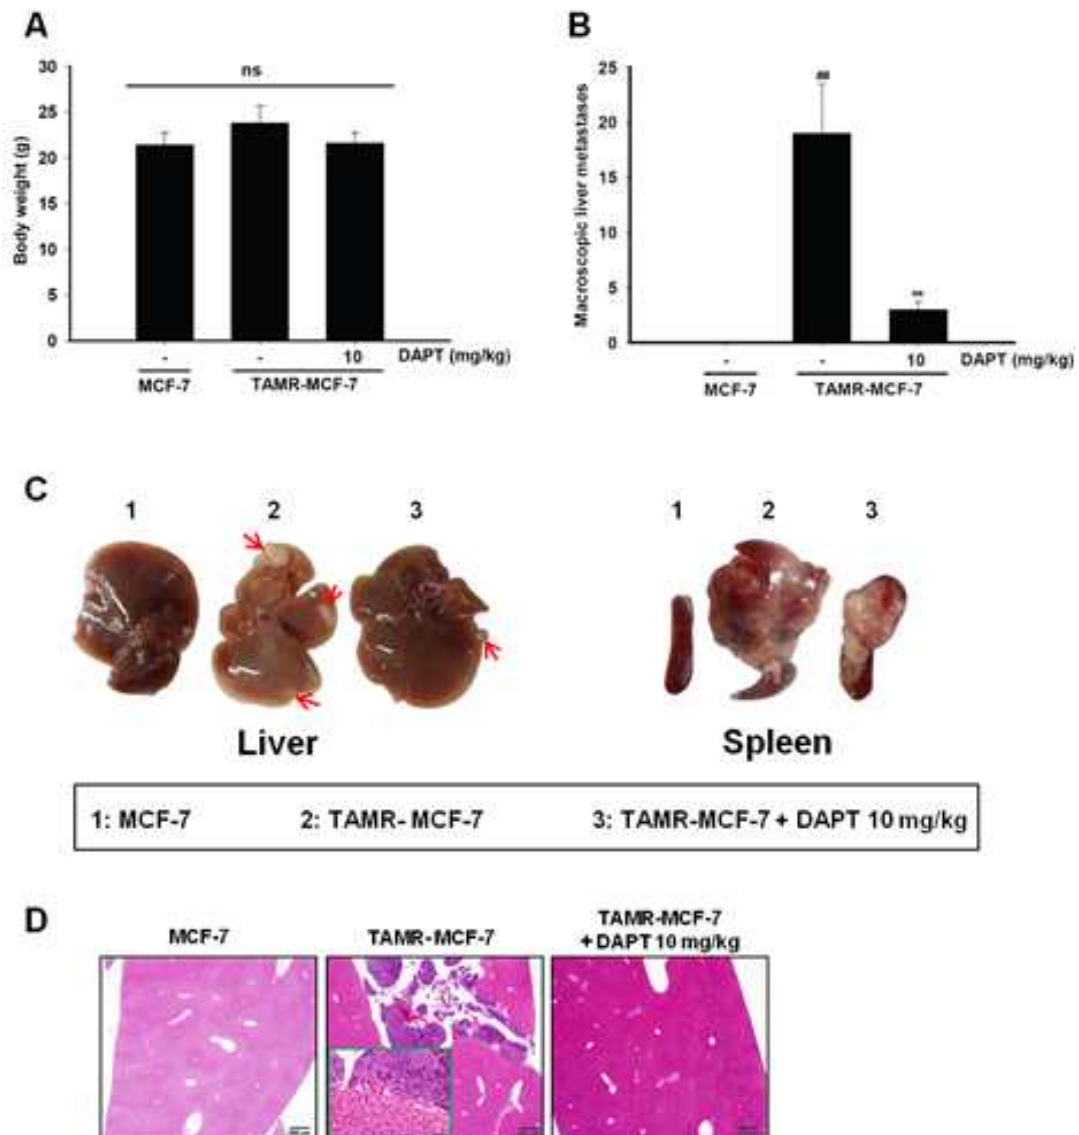 A
ns
30
25
20
15
10
5
0
Body weight (g)
- - 10 DAPT (mg/kg)
MCF-7 TAMR-MCF-7
B
25
20
15
10
5
0
Macroscopic liver metastases
##
**
- - 10 DAPT (mg/kg)
MCF-7 TAMR-MCF-7
C
1 2 3
Liver
1 2 3
Spleen
1: MCF-7 2: TAMR- MCF-7 3: TAMR-MCF-7 + DAPT 10 mg/kg
D
MCF-7
TAMR-MCF-7
TAMR-MCF-7
+ DAPT 10 mg/kg